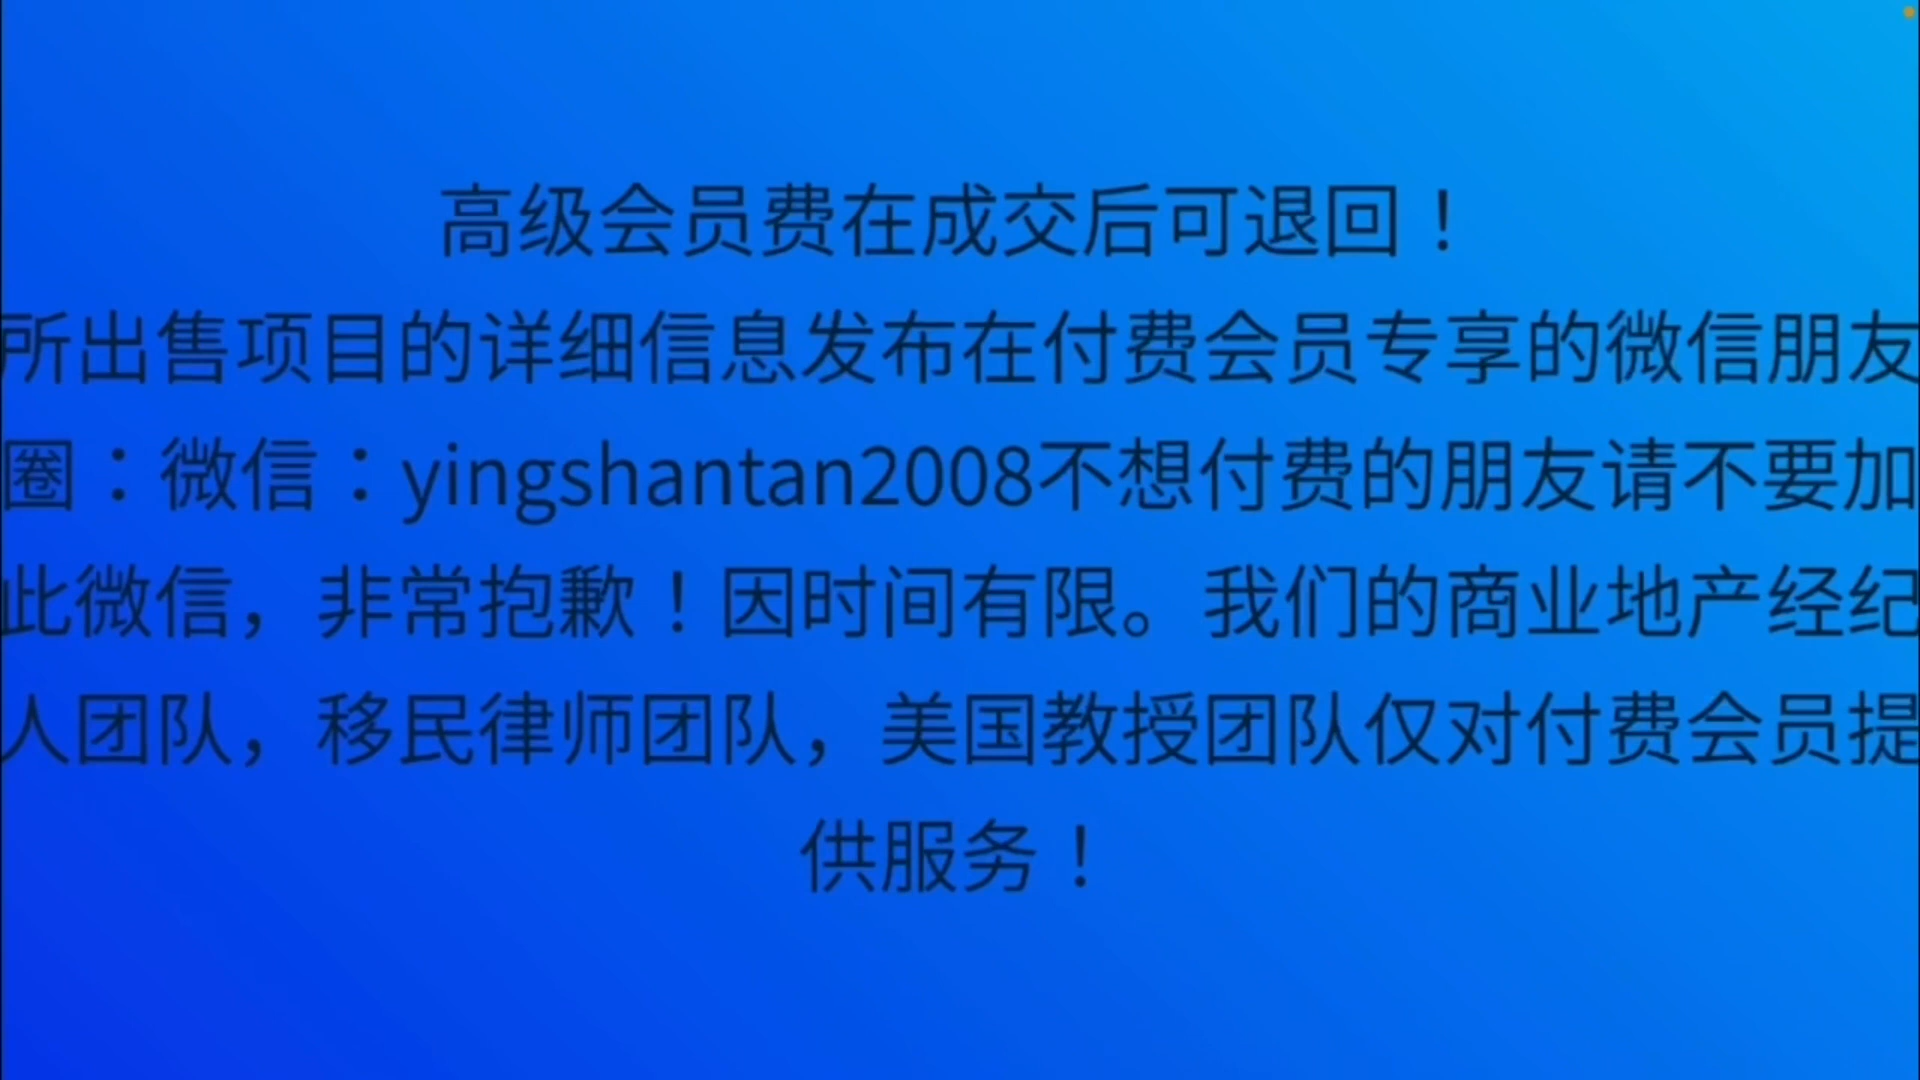 高级会员费在成交后可退回！
所出售项目的详细信息发布在付费会员专享的微信朋友
圈：微信：yingshantan2008不想付费的朋友请不要加
此微信，非常抱歉！因时间有限。我们的商业地产经纪
人团队，移民律师团队，美国教授团队仅对付费会员提
供服务！